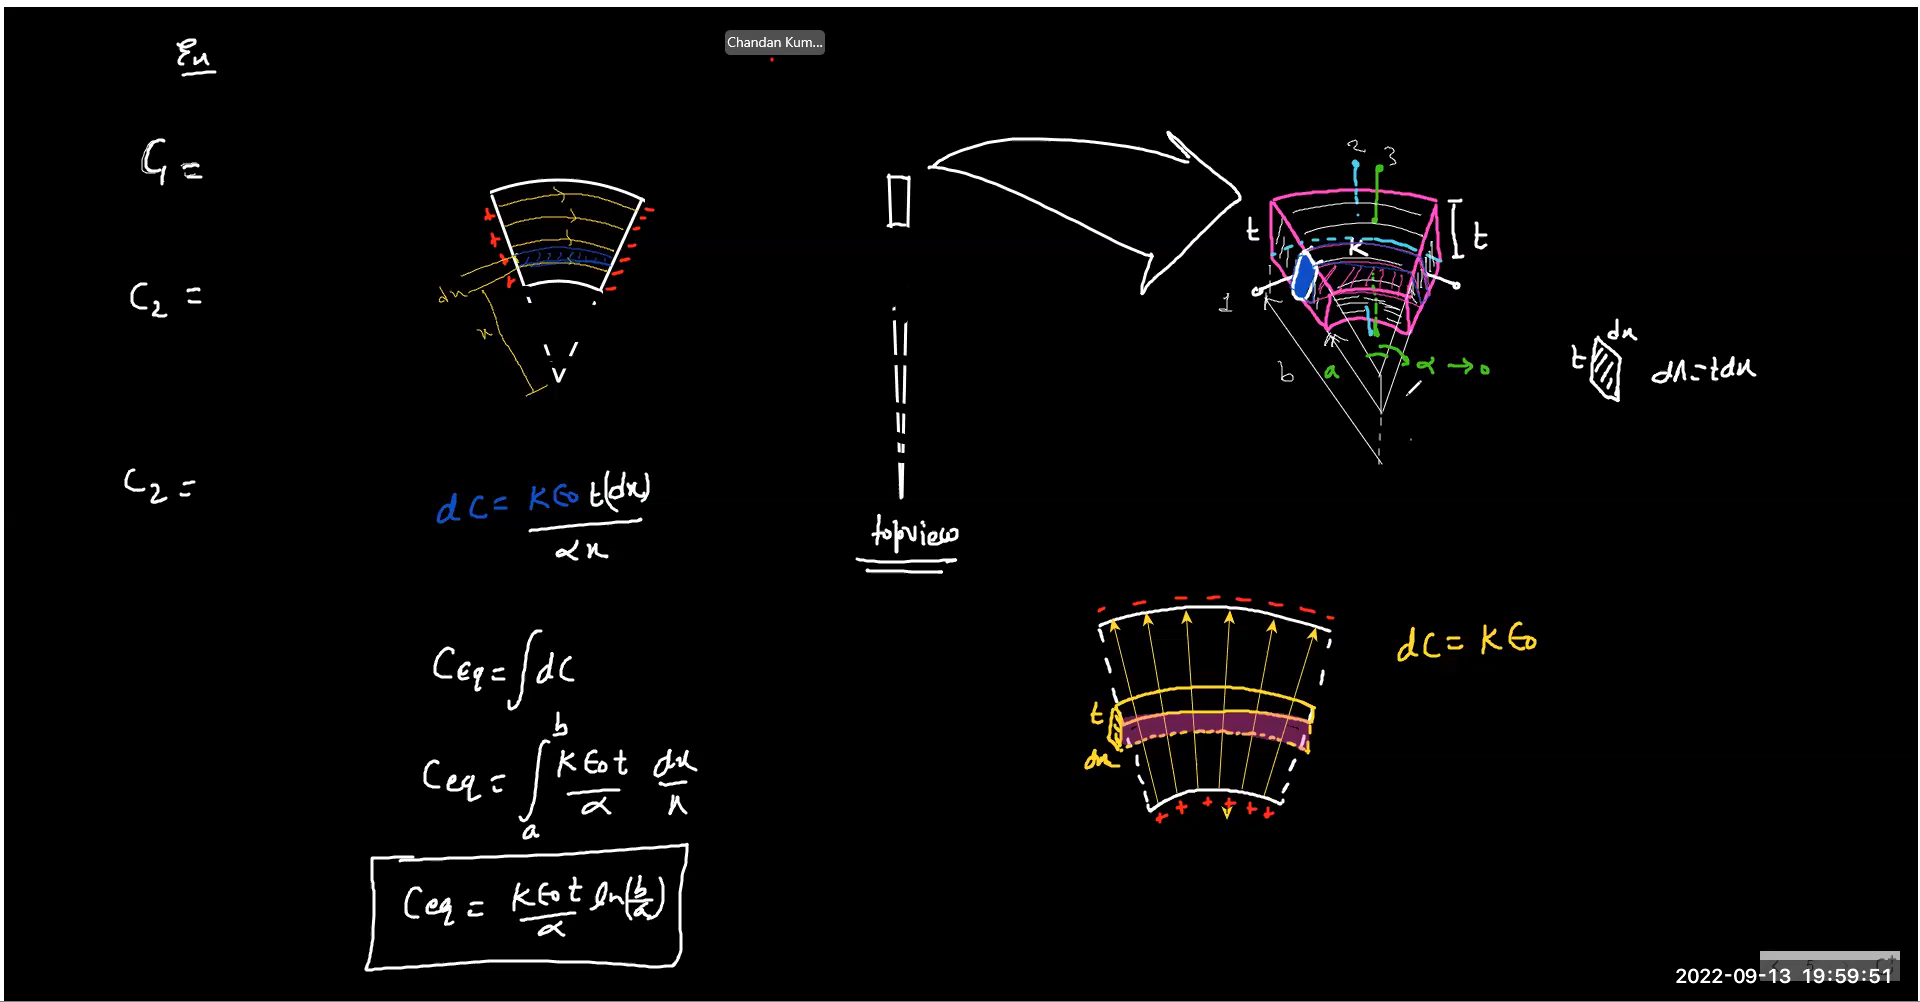 Ex
Chandan Kum...
C1 =
C2 =
C2 =
+ + + +
- - - - - -
dx
x
V
dC = Kε0 t(dx) / αx
Ceq = ∫ dC
Ceq = ∫ₐᵇ Kε0t / α dx / x
Ceq = Kε0t / α ln(b/a)
topview
2 3
t
K
t
1
b
a
α → 0
t
dx
dA = tdx
- - - - - - - -
t
dx
+ + + + + +
dC = Kε0
2022-09-13 19:59:51